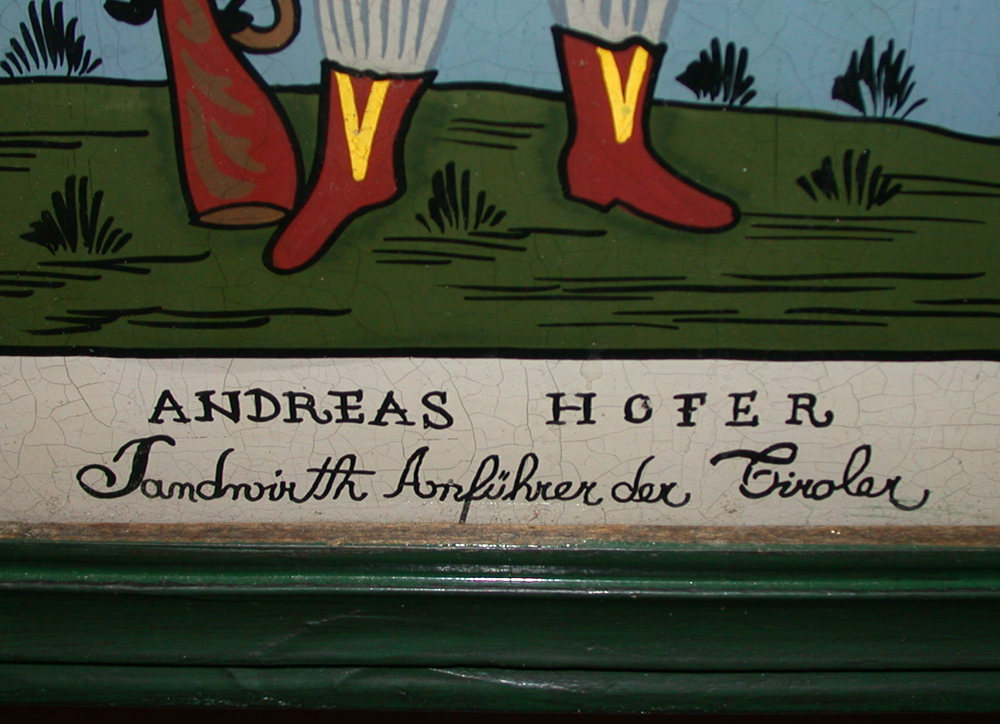 ANDREAS HOFER
Sandwirth Anführer der Tiroler